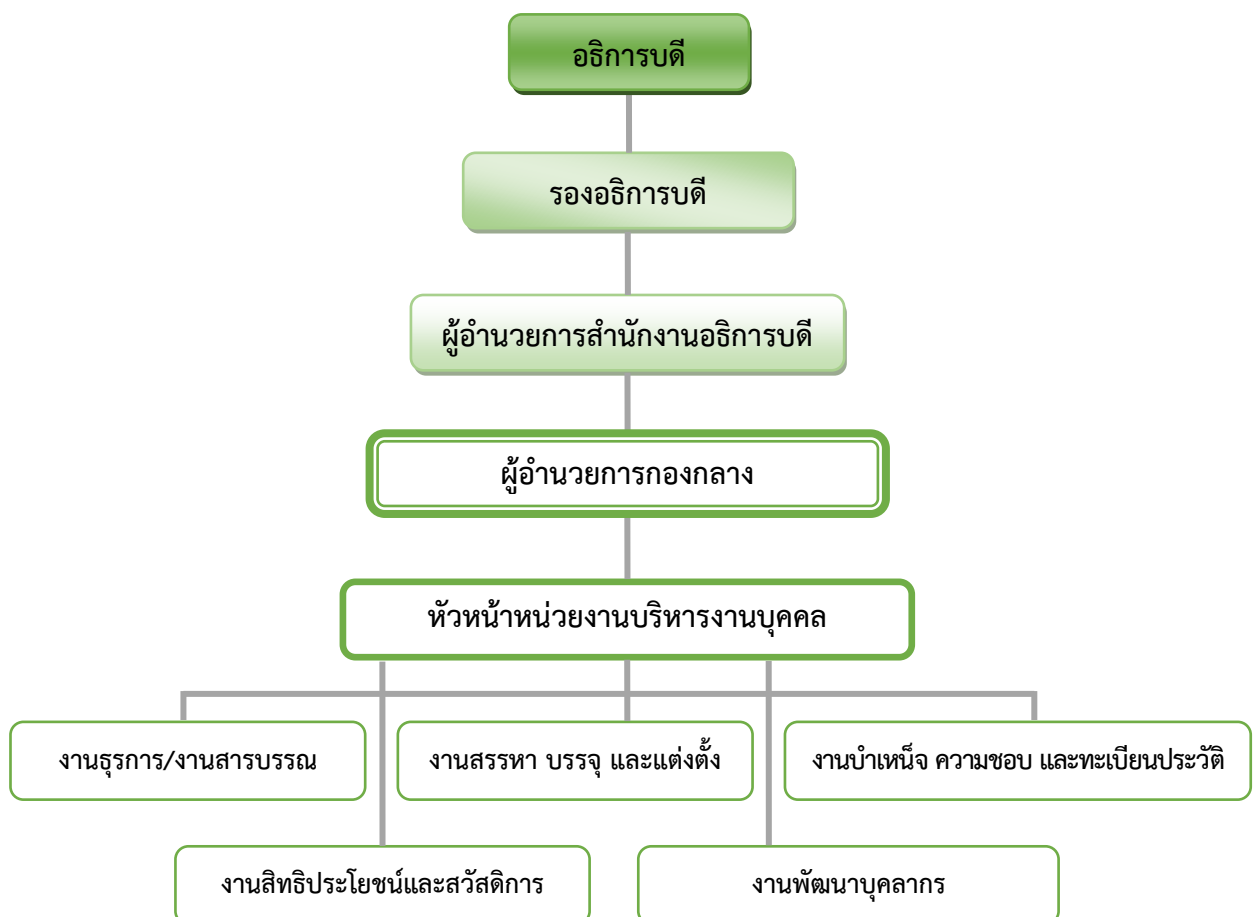 อธิการบดี
รองอธิการบดี
ผู้อำนวยการสำนักงานอธิการบดี
ผู้อำนวยการกองกลาง
หัวหน้าหน่วยงานบริหารงานบุคคล
งานธุรการ/งานสารบรรณ
งานสรรหา บรรจุ และแต่งตั้ง
งานบำเหน็จ ความชอบ และทะเบียนประวัติ
งานสิทธิประโยชน์และสวัสดิการ
งานพัฒนาบุคลากร